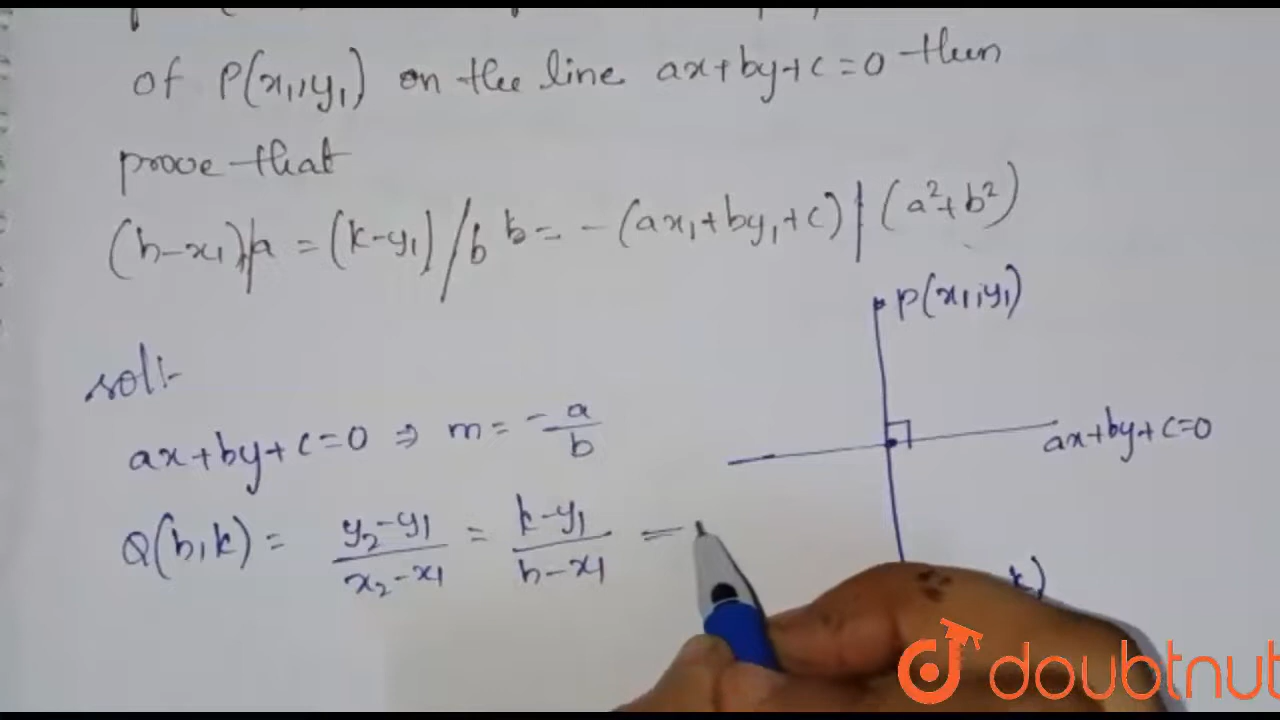 of P(x₁,y₁) on the line ax+by+c=0 then
prove that
(h-x₁)/a = (k-y₁)/b k= -(ax₁+by₁+c) | (a²+b²)
P(x₁,y₁)
sol:-
ax+by+c=0 ⇒ m= -a/b
ax+by+c=0
Q(h,k) = y₂-y₁/x₂-x₁ = k-y₁/h-x₁ =
k)
doubtnut